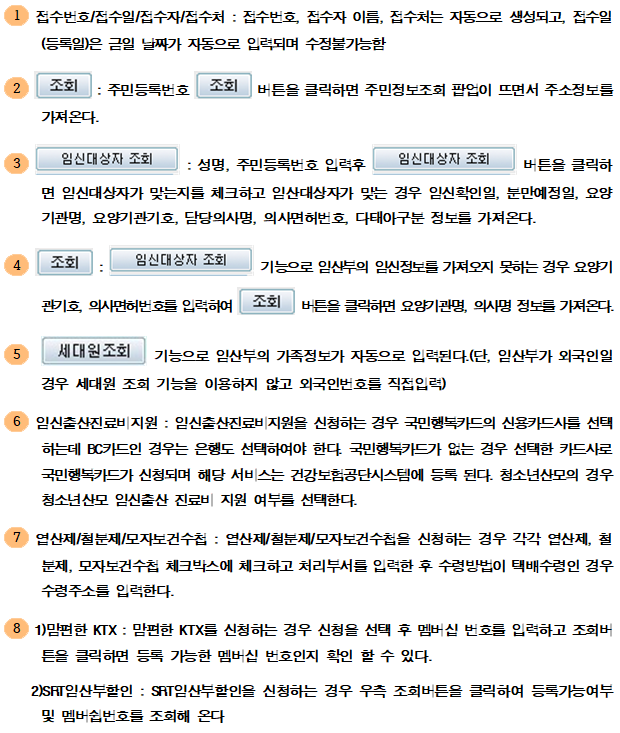 1 접수번호/접수일/접수자/접수처 : 접수번호, 접수자 이름, 접수처는 자동으로 생성되고, 접수일
(등록일)은 금일 날짜가 자동으로 입력되며 수정불가능함
2 조회 : 주민등록번호 조회 버튼을 클릭하면 주민정보조회 팝업이 뜨면서 주소정보를
가져온다.
3 임신대상자 조회 : 성명, 주민등록번호 입력후 임신대상자 조회 버튼을 클릭하
면 임신대상자가 맞는지를 체크하고 임산대상자가 맞는 경우 임신확인일, 분만예정일, 요양
기관명, 요양기관기호, 담당의사명, 의사면허번호, 다태아구분 정보를 가져온다.
4 조회 : 임신대상자 조회 기능으로 임산부의 임신정보를 가져오지 못하는 경우 요양기
관기호, 의사면허번호를 입력하여 조회 버튼을 클릭하면 요양기관명, 의사명 정보를 가져온다.
5 세대원조회 기능으로 임산부의 가족정보가 자동으로 입력된다.(단, 임산부가 외국인일
경우 세대원 조회 기능을 이용하지 않고 외국인번호를 직접입력)
6 임신출산진료비지원 : 임신출산진료비지원을 신청하는 경우 국민행복카드의 신용카드사를 선택
하는데 BC카드인 경우는 은행도 선택하여야 한다. 국민행복카드가 없는 경우 선택한 카드사로
국민행복카드가 신청되며 해당 서비스는 건강보험공단시스템에 등록 된다. 청소년산모의 경우
청소년산모 임신출산 진료비 지원 여부를 선택한다.
7 엽산제/철분제/모자보건수첩 : 엽산제/철분제/모자보건수첩을 신청하는 경우 각각 엽산제, 철
분제, 모자보건수첩 체크박스에 체크하고 처리부서를 입력한 후 수령방법이 택배수령인 경우
수령주소를 입력한다.
8 1)맘편한 KTX : 맘편한 KTX를 신청하는 경우 신청을 선택 후 멤버십 번호를 입력하고 조회버
튼을 클릭하면 등록 가능한 멤버십 번호인지 확인 할 수 있다.
2)SRT임산부할인 : SRT임산부할인을 신청하는 경우 우측 조회버튼을 클릭하여 등록가능여부
및 멤버쉽번호를 조회해 온다